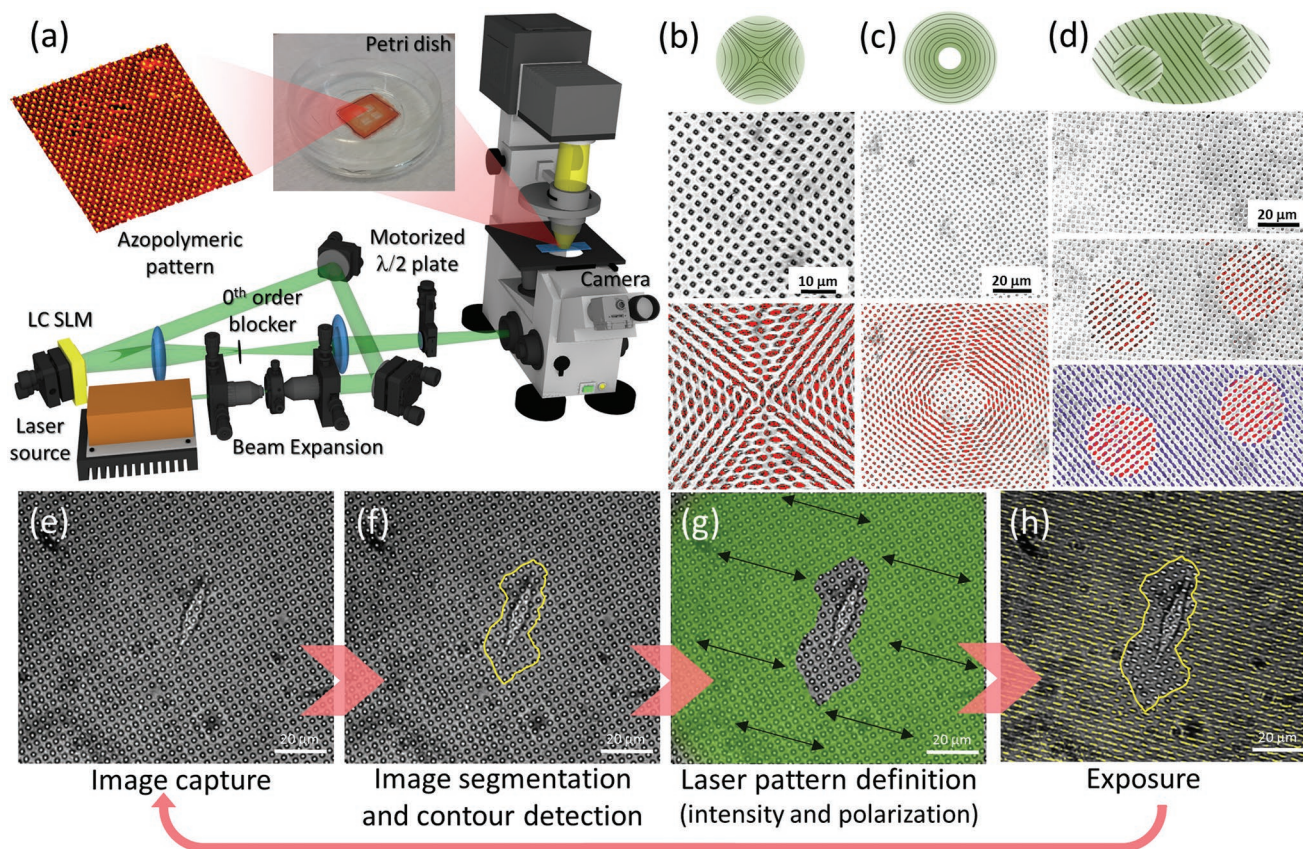 (a)
Petri dish
(b)
(c)
(d)
Azopolymeric
pattern
Motorized
λ/2 plate
0th order
blocker
Camera
LC SLM
Laser
source
Beam Expansion
10 µm
20 µm
20 µm
(e)
(f)
(g)
(h)
20 µm
20 µm
20 µm
20 µm
Image capture
Image segmentation
and contour detection
Laser pattern definition
(intensity and polarization)
Exposure